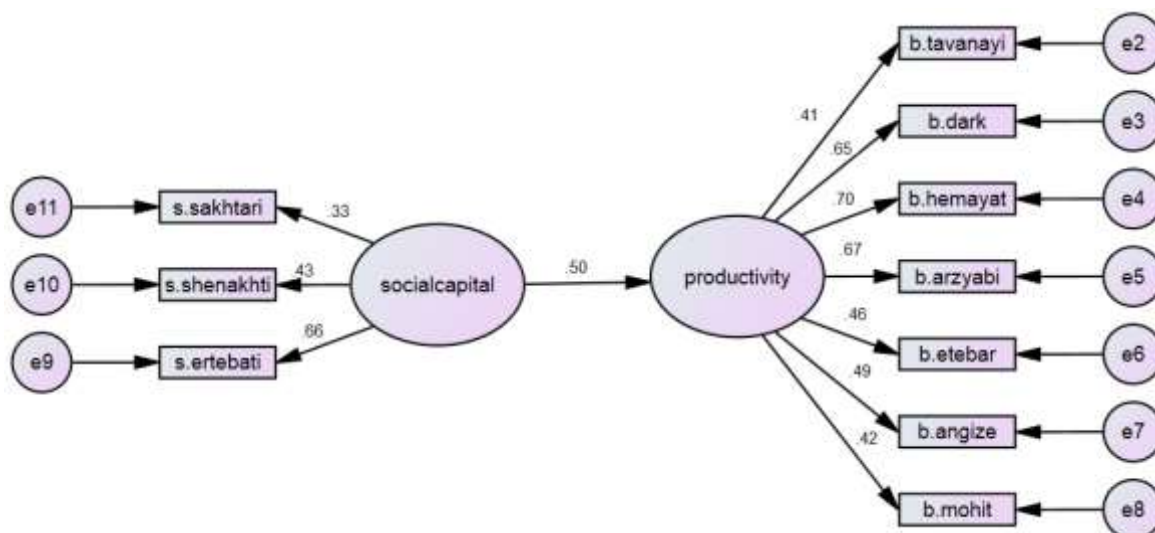 b.tavanayi
e2
.41
b.dark
e3
.65
e11
s.sakhtari
.33
b.hemayat
e4
.70
e10
s.shenakhti
.43
socialcapital
.50
productivity
.67
b.arzyabi
e5
e9
s.ertebati
.66
.46
b.etebar
e6
.49
b.angize
e7
.42
b.mohit
e8